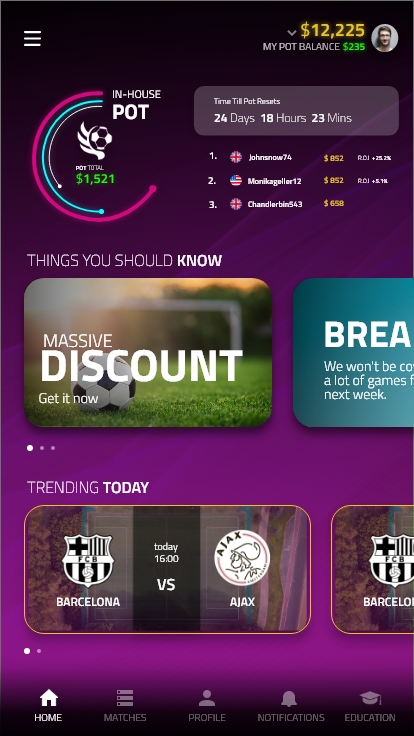 $12,225
MY POT BALANCE $235
IN-HOUSE
POT
POT TOTAL
$1,521
Time Till Pot Resets
24 Days 18 Hours 23 Mins
1. Johnsnow74 $ 852 R.O.I +25.2%
2. Monikageller12 $ 852 R.O.I +5.1%
3. Chandlerbin543 $ 658
THINGS YOU SHOULD KNOW
MASSIVE
DISCOUNT
Get it now
BREA
We won't be co
a lot of games f
next week.
TRENDING TODAY
FCB
BARCELONA
today
16:00
VS
AJAX
AJAX
FCB
BARCELO
HOME MATCHES PROFILE NOTIFICATIONS EDUCATION